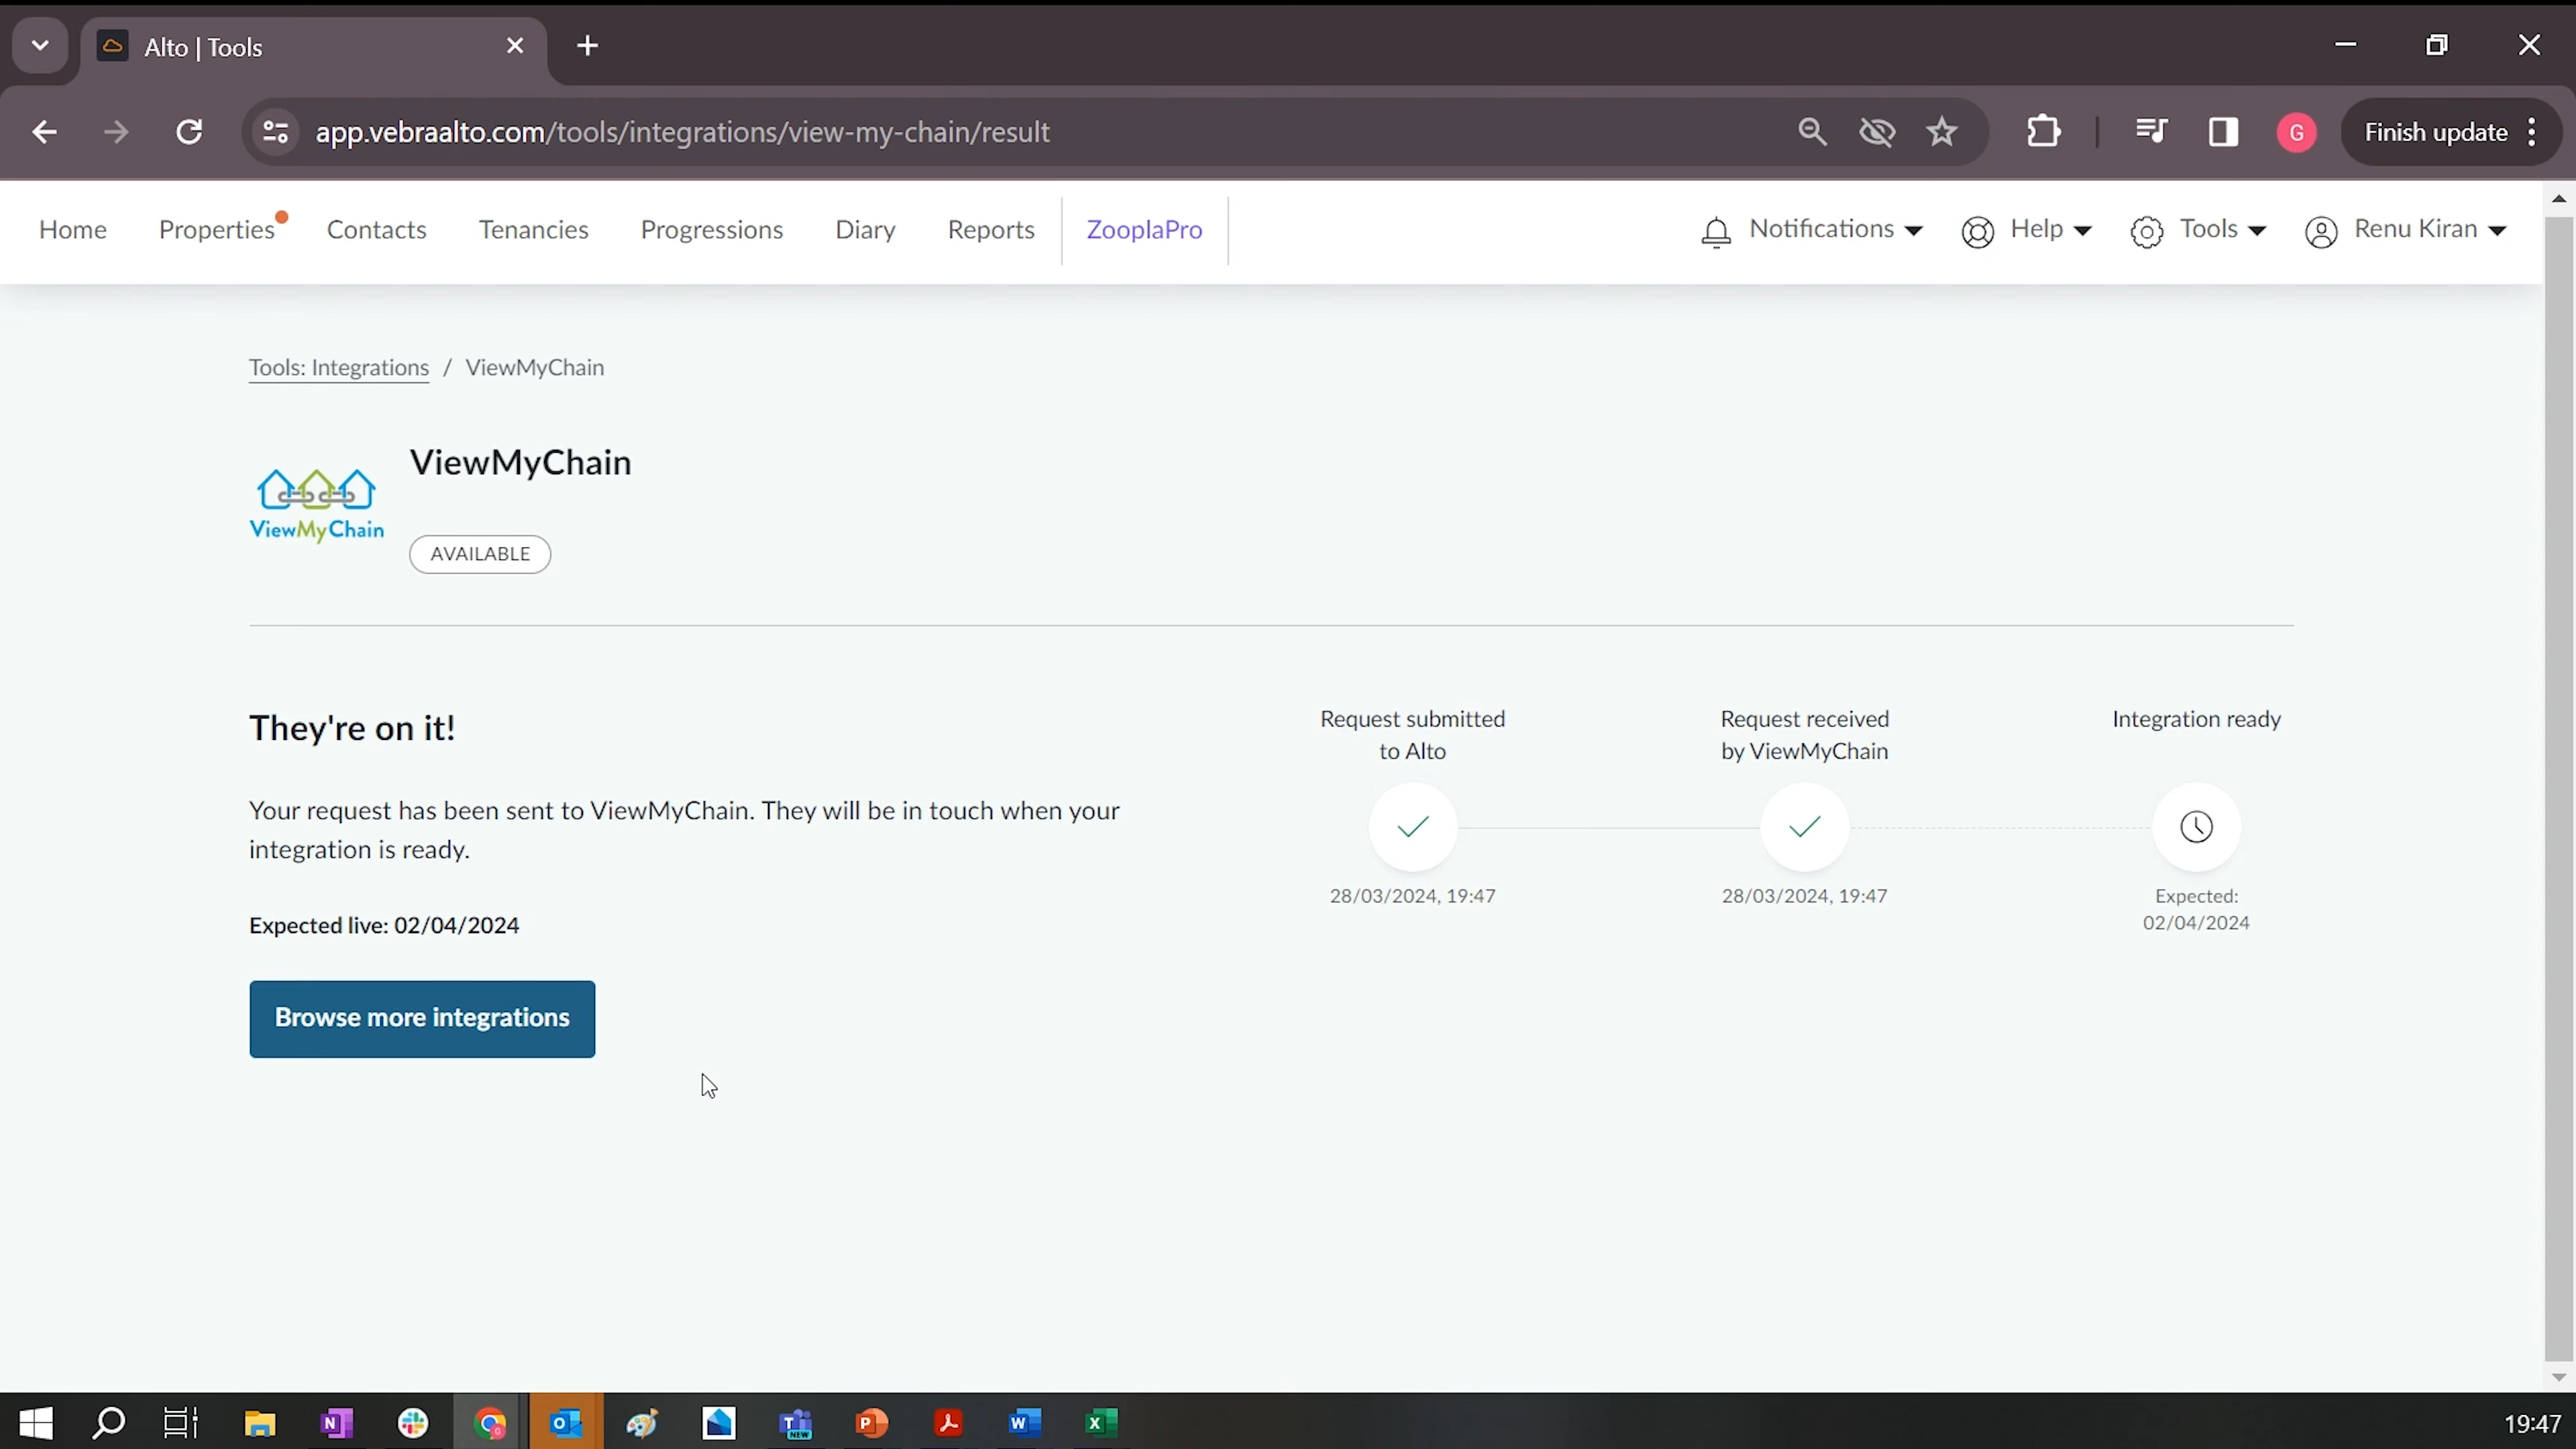 Alto | Tools
app.vebraalto.com/tools/integrations/view-my-chain/result
G
Finish update
Home
Properties
Contacts
Tenancies
Progressions
Diary
Reports
ZooplaPro
Notifications
Help
Tools
Renu Kiran
Tools: Integrations / ViewMyChain
ViewMyChain
ViewMyChain
AVAILABLE
They're on it!
Your request has been sent to ViewMyChain. They will be in touch when your
integration is ready.
Expected live: 02/04/2024
Browse more integrations
Request submitted
to Alto
28/03/2024, 19:47
Request received
by ViewMyChain
28/03/2024, 19:47
Integration ready
Expected:
02/04/2024
N
G
O
T
NEW
P
W
X
19:47